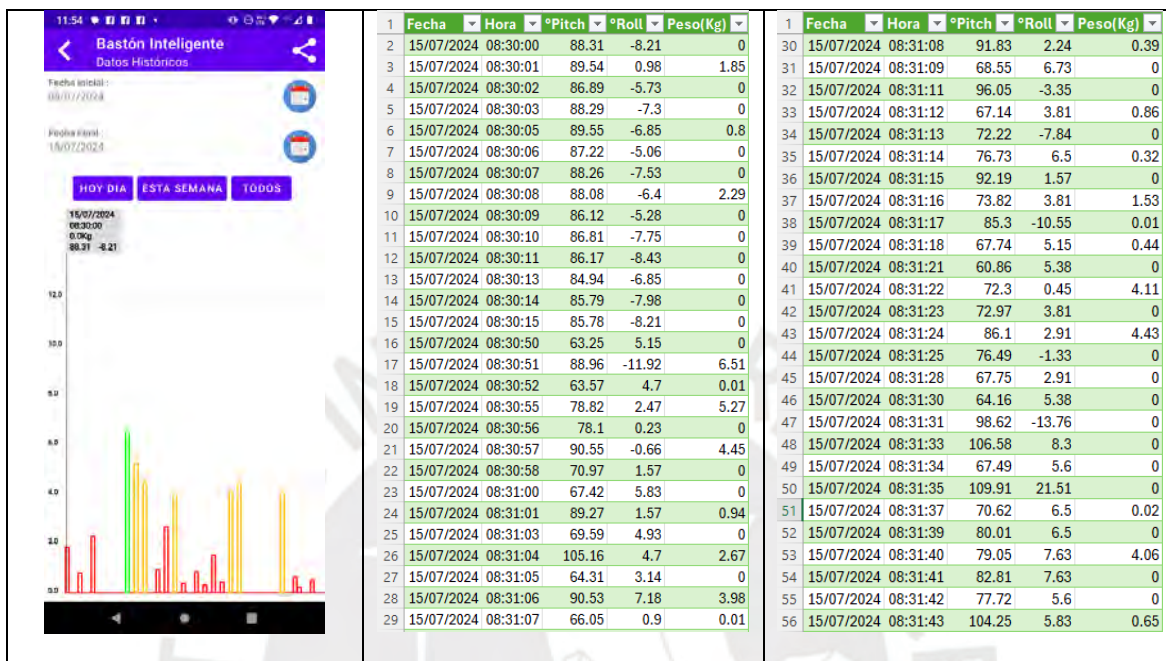 11:54
Bastón Inteligente
Datos Históricos
Fecha inicial :
08/07/2024
Fecha Final :
15/07/2024
HOY DIA ESTA SEMANA TODOS
15/07/2024
08:30:00
0.0Kg
88.31 -8.21
12.0
10.0
8.0
6.0
4.0
2.0
0.0
1 Fecha Hora ºPitch ºRoll Peso(Kg)
2 15/07/2024 08:30:00 88.31 -8.21 0
3 15/07/2024 08:30:01 89.54 0.98 1.85
4 15/07/2024 08:30:02 86.89 -5.73 0
5 15/07/2024 08:30:03 88.29 -7.3 0
6 15/07/2024 08:30:05 89.55 -6.85 0.8
7 15/07/2024 08:30:06 87.22 -5.06 0
8 15/07/2024 08:30:07 88.26 -7.53 0
9 15/07/2024 08:30:08 88.08 -6.4 2.29
10 15/07/2024 08:30:09 86.12 -5.28 0
11 15/07/2024 08:30:10 86.81 -7.75 0
12 15/07/2024 08:30:11 86.17 -8.43 0
13 15/07/2024 08:30:13 84.94 -6.85 0
14 15/07/2024 08:30:14 85.79 -7.98 0
15 15/07/2024 08:30:15 85.78 -8.21 0
16 15/07/2024 08:30:50 63.25 5.15 0
17 15/07/2024 08:30:51 88.96 -11.92 6.51
18 15/07/2024 08:30:52 63.57 4.7 0.01
19 15/07/2024 08:30:55 78.82 2.47 5.27
20 15/07/2024 08:30:56 78.1 0.23 0
21 15/07/2024 08:30:57 90.55 -0.66 4.45
22 15/07/2024 08:30:58 70.97 1.57 0
23 15/07/2024 08:31:00 67.42 5.83 0
24 15/07/2024 08:31:01 89.27 1.57 0.94
25 15/07/2024 08:31:03 69.59 4.93 0
26 15/07/2024 08:31:04 105.16 4.7 2.67
27 15/07/2024 08:31:05 64.31 3.14 0
28 15/07/2024 08:31:06 90.53 7.18 3.98
29 15/07/2024 08:31:07 66.05 0.9 0.01
1 Fecha Hora ºPitch ºRoll Peso(Kg)
30 15/07/2024 08:31:08 91.83 2.24 0.39
31 15/07/2024 08:31:09 68.55 6.73 0
32 15/07/2024 08:31:11 96.05 -3.35 0
33 15/07/2024 08:31:12 67.14 3.81 0.86
34 15/07/2024 08:31:13 72.22 -7.84 0
35 15/07/2024 08:31:14 76.73 6.5 0.32
36 15/07/2024 08:31:15 92.19 1.57 0
37 15/07/2024 08:31:16 73.82 3.81 1.53
38 15/07/2024 08:31:17 85.3 -10.55 0.01
39 15/07/2024 08:31:18 67.74 5.15 0.44
40 15/07/2024 08:31:21 60.86 5.38 0
41 15/07/2024 08:31:22 72.3 0.45 4.11
42 15/07/2024 08:31:23 72.97 3.81 0
43 15/07/2024 08:31:24 86.1 2.91 4.43
44 15/07/2024 08:31:25 76.49 -1.33 0
45 15/07/2024 08:31:28 67.75 2.91 0
46 15/07/2024 08:31:30 64.16 5.38 0
47 15/07/2024 08:31:31 98.62 -13.76 0
48 15/07/2024 08:31:33 106.58 8.3 0
49 15/07/2024 08:31:34 67.49 5.6 0
50 15/07/2024 08:31:35 109.91 21.51 0
51 15/07/2024 08:31:37 70.62 6.5 0.02
52 15/07/2024 08:31:39 80.01 6.5 0
53 15/07/2024 08:31:40 79.05 7.63 4.06
54 15/07/2024 08:31:41 82.81 7.63 0
55 15/07/2024 08:31:42 77.72 5.6 0
56 15/07/2024 08:31:43 104.25 5.83 0.65